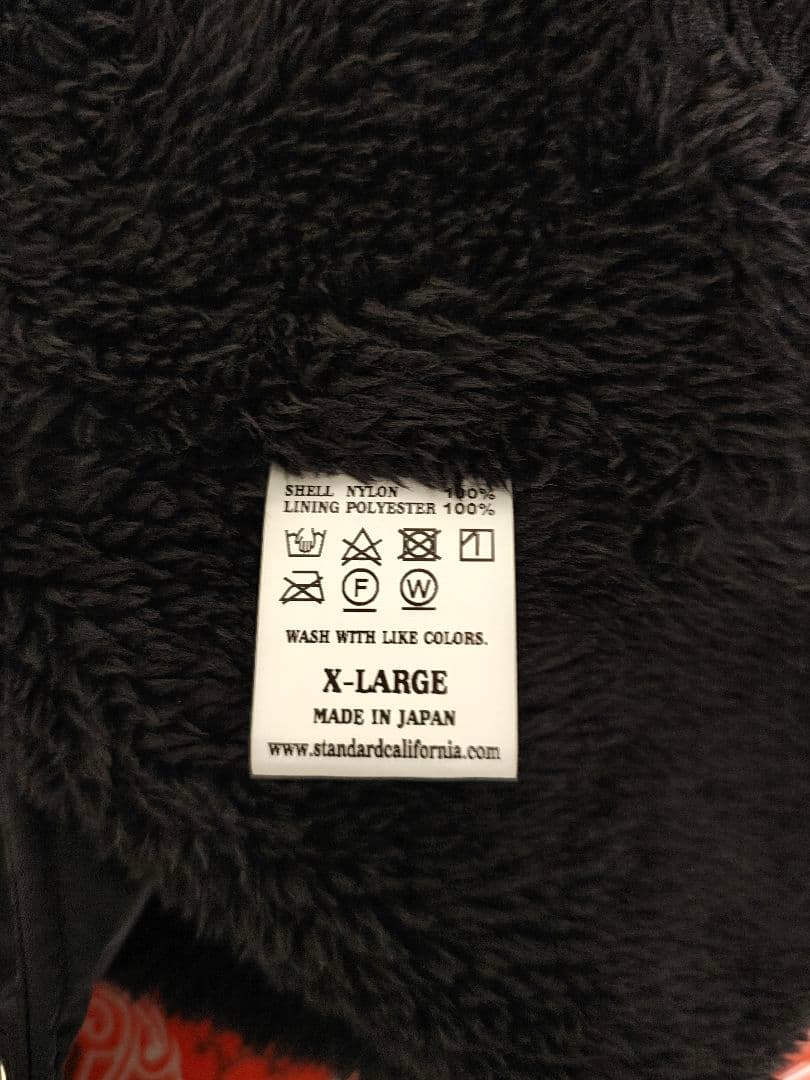 SHELL NYLON 100%
LINING POLYESTER 100%
F W
WASH WITH LIKE COLORS.
X-LARGE
MADE IN JAPAN
www.standardcalifornia.com